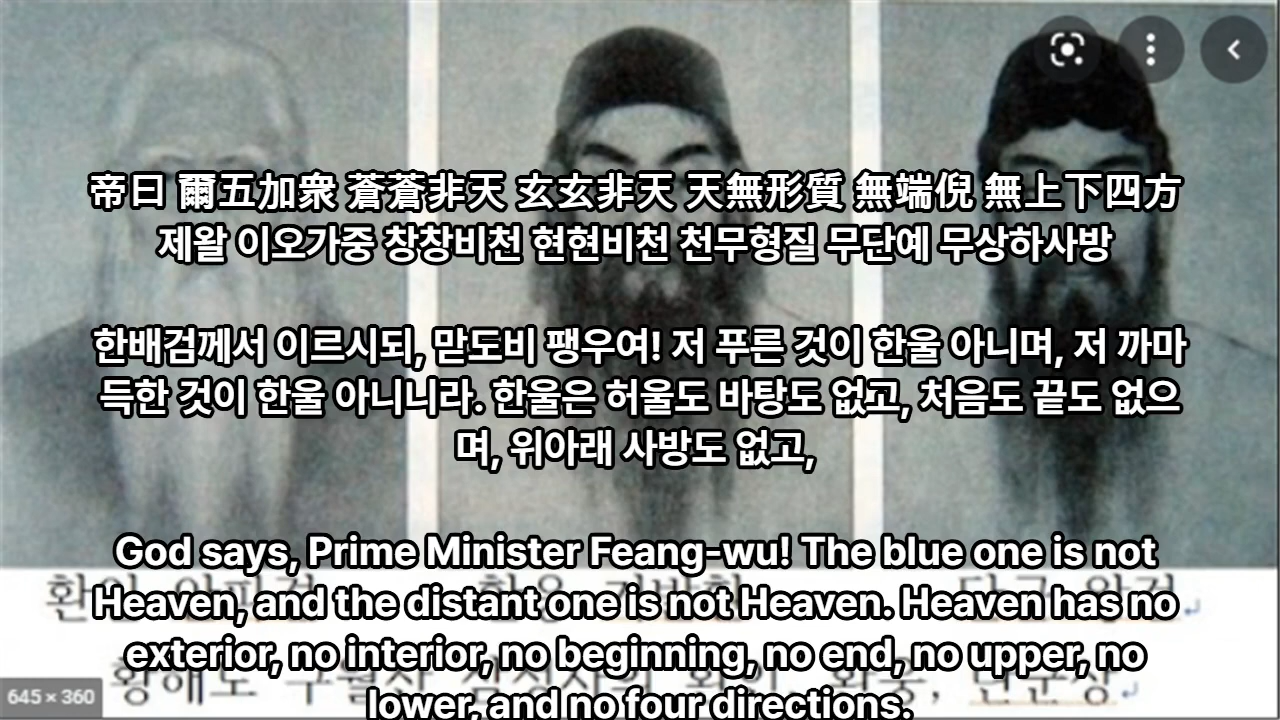 帝曰 爾五加衆 蒼蒼非天 玄玄非天 天無形質 無端倪 無上下四方
제왈 이오가중 창창비천 현현비천 천무형질 무단예 무상하사방
한배검께서 이르시되, 맏도비 팽우여! 저 푸른 것이 한울 아니며, 저 까마
득한 것이 한울 아니니라. 한울은 허울도 바탕도 없고, 처음도 끝도 없으
며, 위아래 사방도 없고,
God says, Prime Minister Feang-wu! The blue one is not
Heaven, and the distant one is not Heaven. Heaven has no
exterior, no interior, no beginning, no end, no upper, no
lower, and no four directions.
황해도 구월산
645 × 360